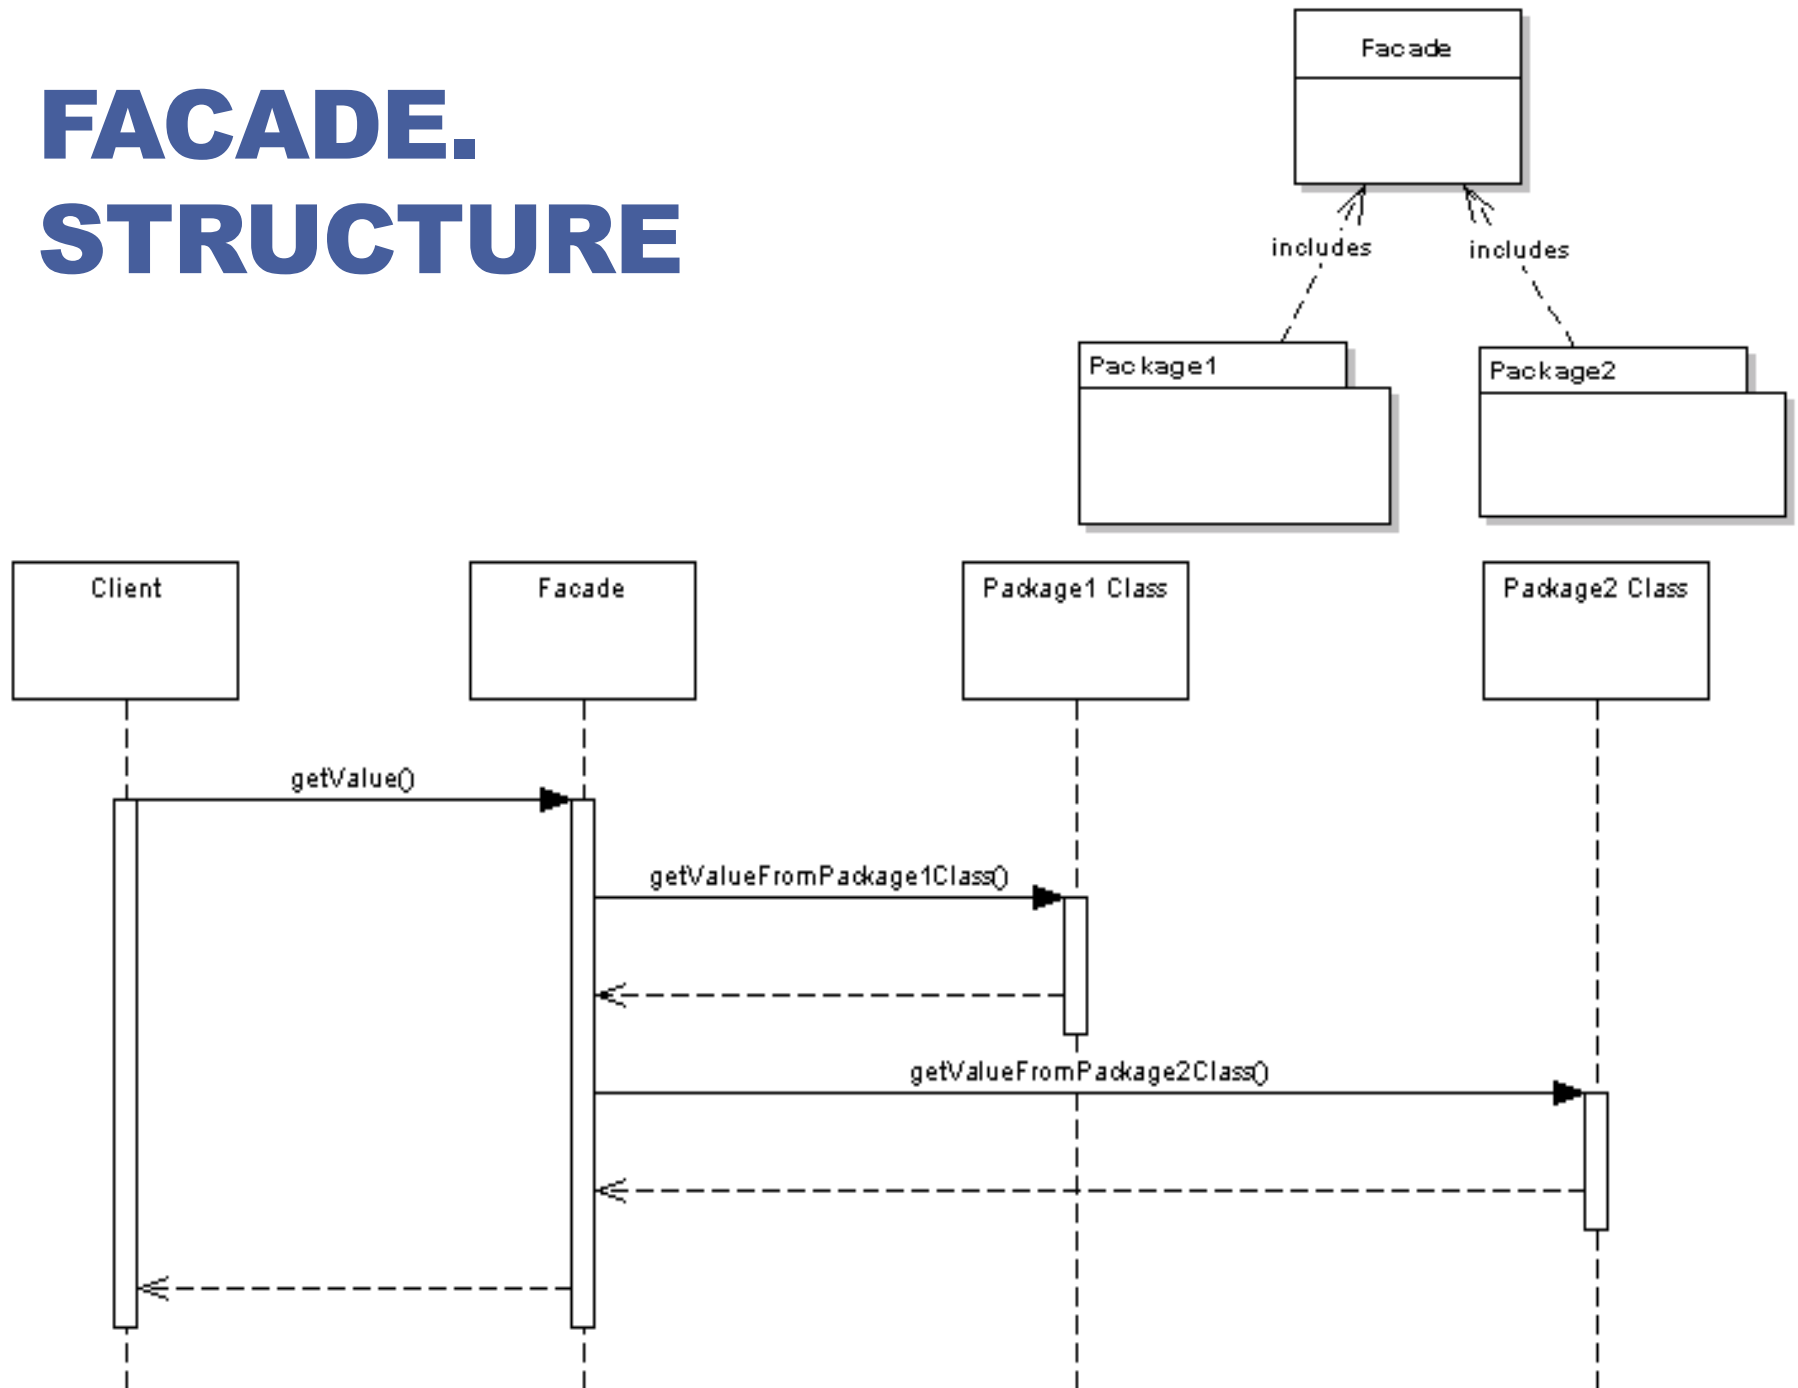 FACADE.
STRUCTURE
Facade
includes
includes
Package1
Package2
Client
Facade
Package1 Class
Package2 Class
getValue()
getValueFromPackage1Class()
getValueFromPackage2Class()